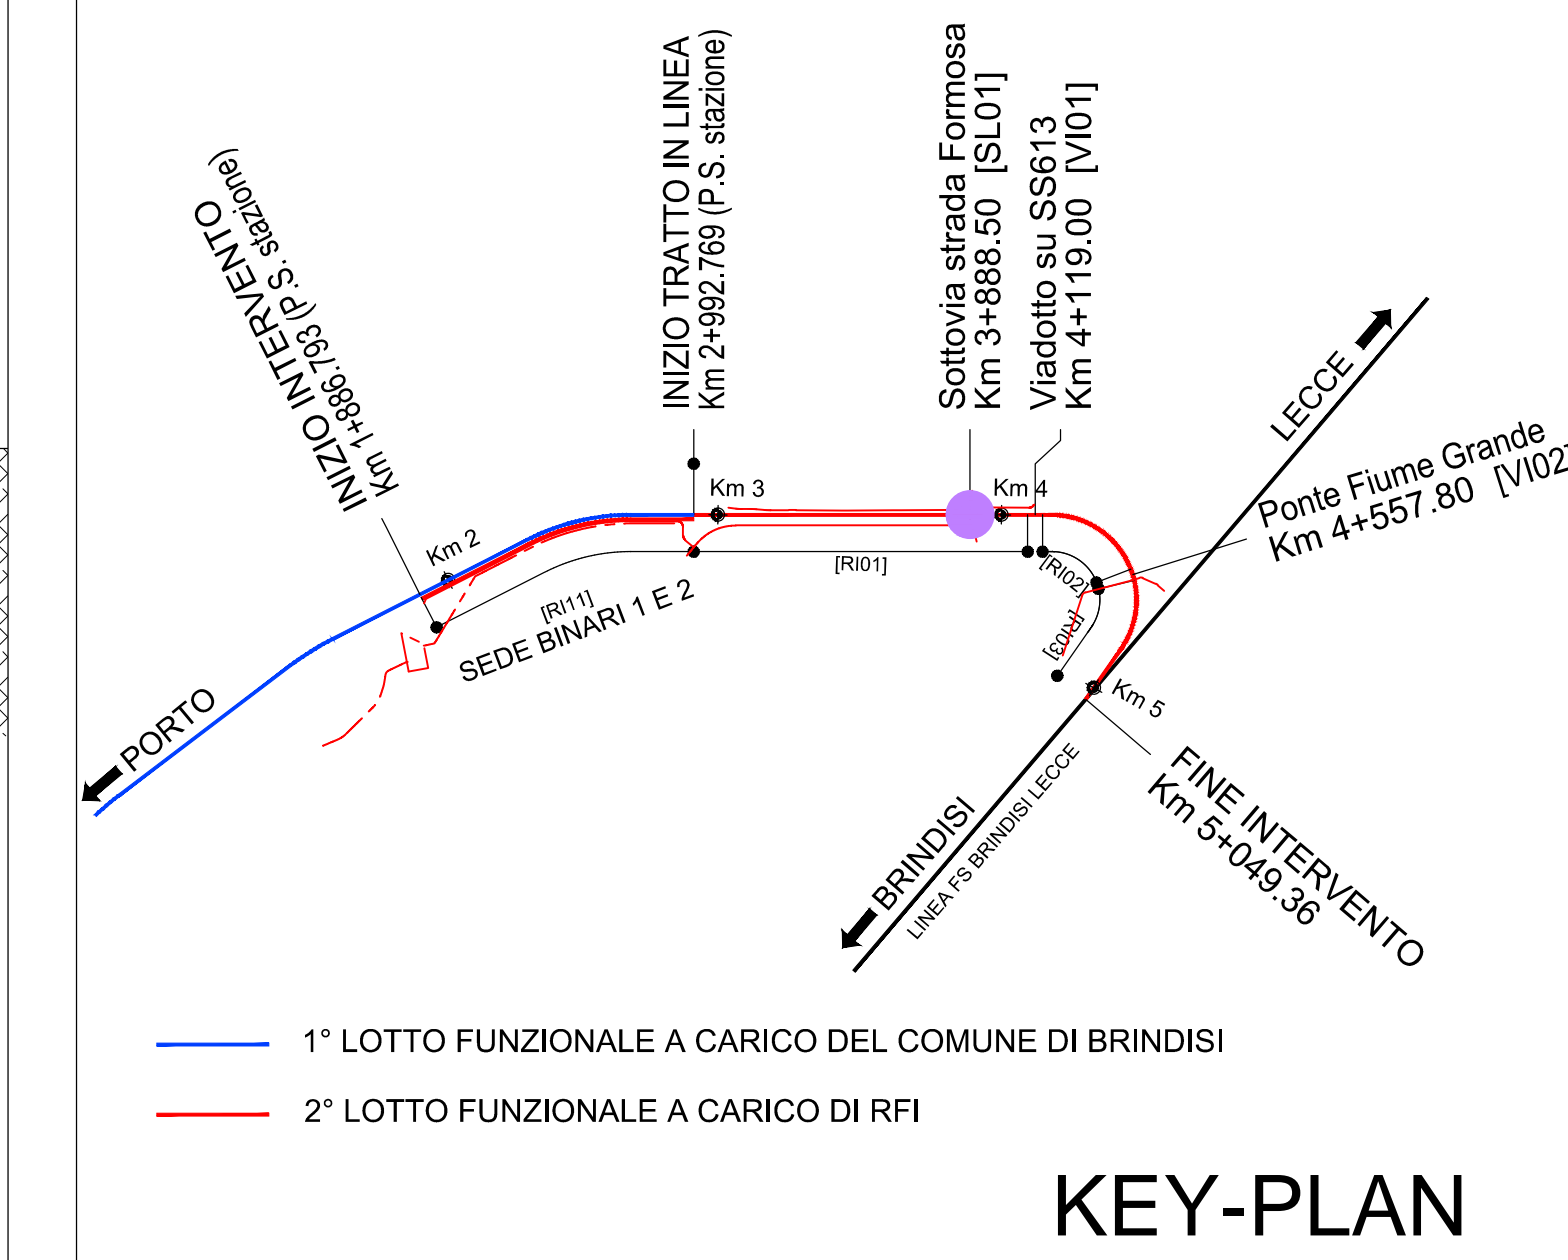 INIZIO INTERVENTO
Km 1+886.793 (P.S. stazione)
INIZIO TRATTO IN LINEA
Km 2+992.769 (P.S. stazione)
Sottovia strada Formosa
Km 3+888.50 [SL01]
Viadotto su SS613
Km 4+119.00 [VI01]
LECCE
Ponte Fiume Grande
Km 4+557.80 [VI02]
Km 2
Km 3
Km 4
[RI01]
[RI02]
[RI03]
[RI11]
SEDE BINARI 1 E 2
Km 5
PORTO
BRINDISI
LINEA FS BRINDISI LECCE
FINE INTERVENTO
Km 5+049.36
1° LOTTO FUNZIONALE A CARICO DEL COMUNE DI BRINDISI
2° LOTTO FUNZIONALE A CARICO DI RFI
KEY-PLAN